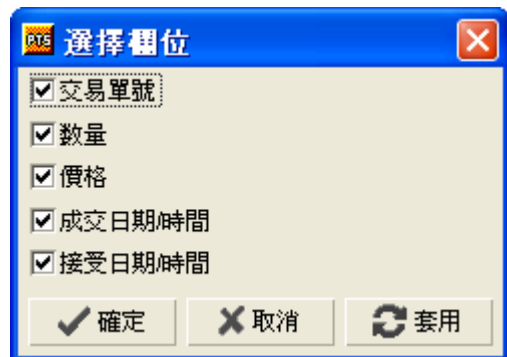 PTS 選擇欄位
交易單號
数量
價格
成交日期/時間
接受日期/時間
確定 取消 套用